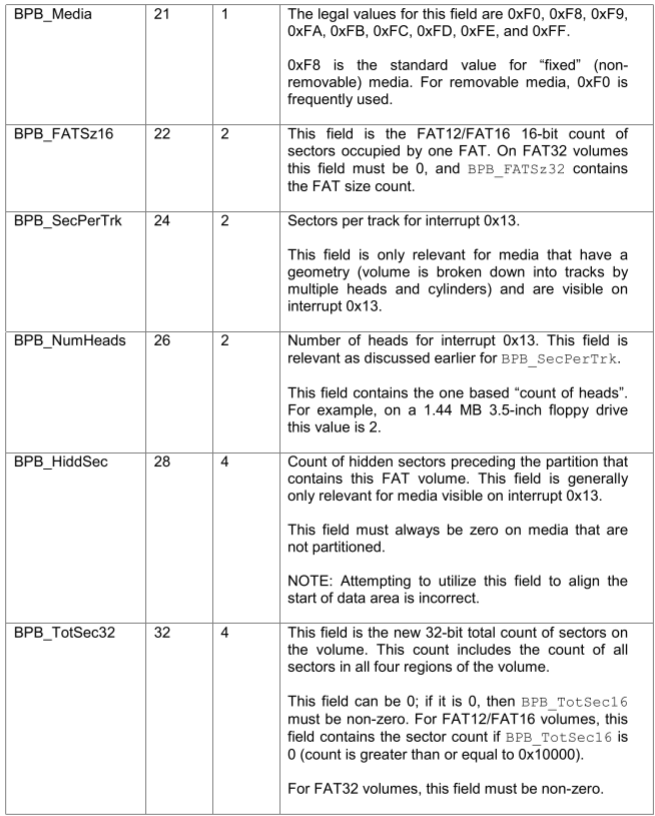 BPB_Media 21 1 The legal values for this field are 0xF0, 0xF8, 0xF9,
0xFA, 0xFB, 0xFC, 0xFD, 0xFE, and 0xFF.
0xF8 is the standard value for “fixed” (non-
removable) media. For removable media, 0xF0 is
frequently used.
BPB_FATSz16 22 2 This field is the FAT12/FAT16 16-bit count of
sectors occupied by one FAT. On FAT32 volumes
this field must be 0, and BPB_FATSz32 contains
the FAT size count.
BPB_SecPerTrk 24 2 Sectors per track for interrupt 0x13.
This field is only relevant for media that have a
geometry (volume is broken down into tracks by
multiple heads and cylinders) and are visible on
interrupt 0x13.
BPB_NumHeads 26 2 Number of heads for interrupt 0x13. This field is
relevant as discussed earlier for BPB_SecPerTrk.
This field contains the one based “count of heads”.
For example, on a 1.44 MB 3.5-inch floppy drive
this value is 2.
BPB_HiddSec 28 4 Count of hidden sectors preceding the partition that
contains this FAT volume. This field is generally
only relevant for media visible on interrupt 0x13.
This field must always be zero on media that are
not partitioned.
NOTE: Attempting to utilize this field to align the
start of data area is incorrect.
BPB_TotSec32 32 4 This field is the new 32-bit total count of sectors on
the volume. This count includes the count of all
sectors in all four regions of the volume.
This field can be 0; if it is 0, then BPB_TotSec16
must be non-zero. For FAT12/FAT16 volumes, this
field contains the sector count if BPB_TotSec16 is
0 (count is greater than or equal to 0x10000).
For FAT32 volumes, this field must be non-zero.